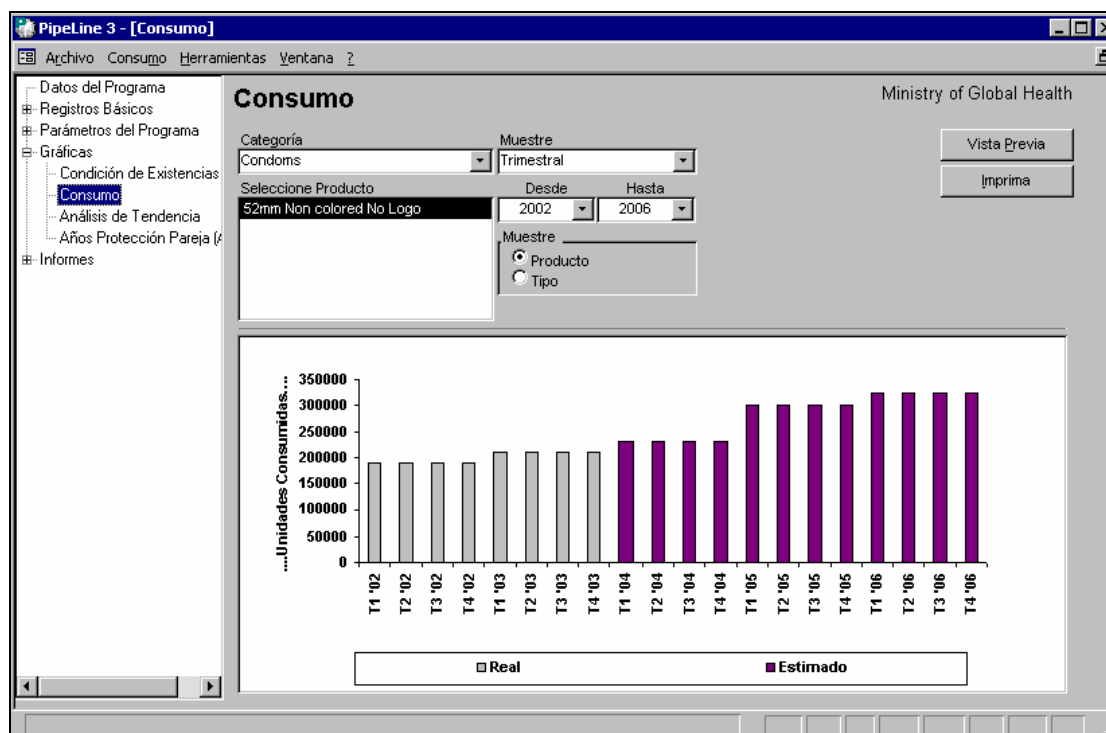 PipeLine 3 - [Consumo]
Archivo Consumo Herramientas Ventana ?
Datos del Programa
Registros Básicos
Parámetros del Programa
Gráficas
Condición de Existencias
Consumo
Análisis de Tendencia
Años Protección Pareja (
Informes
Consumo
Ministry of Global Health
Categoría
Muestre
Condoms
Trimestral
Vista Previa
Imprima
Seleccione Producto
Desde
Hasta
52mm Non colored No Logo
2002
2006
Muestre
Producto
Tipo
....Unidades Consumidas....
350000
300000
250000
200000
150000
100000
50000
0
T1 '02
T2 '02
T3 '02
T4 '02
T1 '03
T2 '03
T3 '03
T4 '03
T1 '04
T2 '04
T3 '04
T4 '04
T1 '05
T2 '05
T3 '05
T4 '05
T1 '06
T2 '06
T3 '06
T4 '06
Real
Estimado